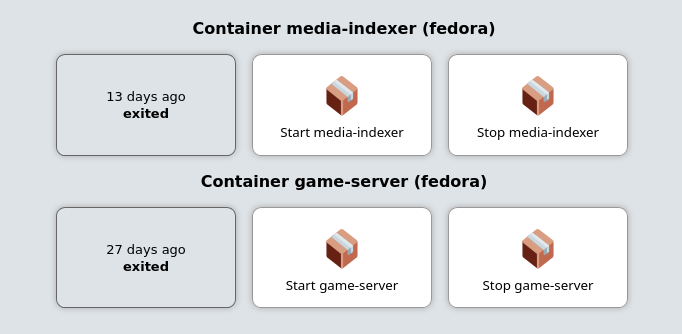 Container media-indexer (fedora)
13 days ago
exited
Start media-indexer
Stop media-indexer
Container game-server (fedora)
27 days ago
exited
Start game-server
Stop game-server